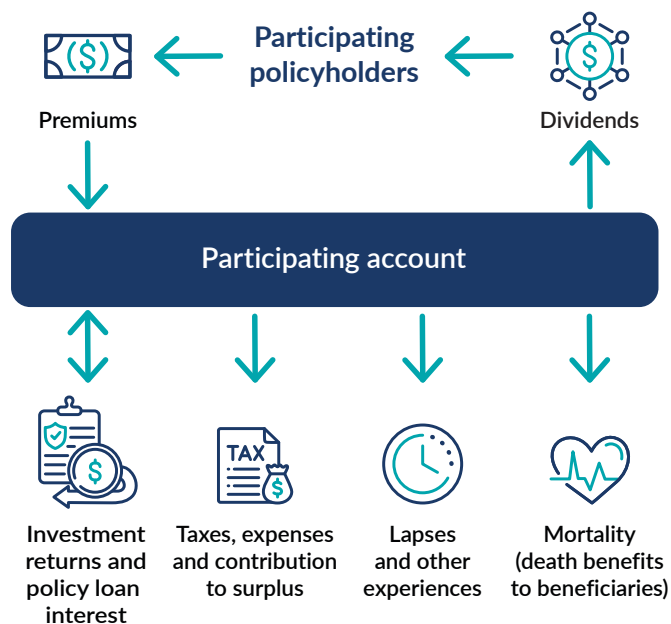 Participating
policyholders
Premiums
Dividends
Participating account
TAX
Investment
returns and
policy loan
interest
Taxes, expenses
and contribution
to surplus
Lapses
and other
experiences
Mortality
(death benefits
to beneficiaries)